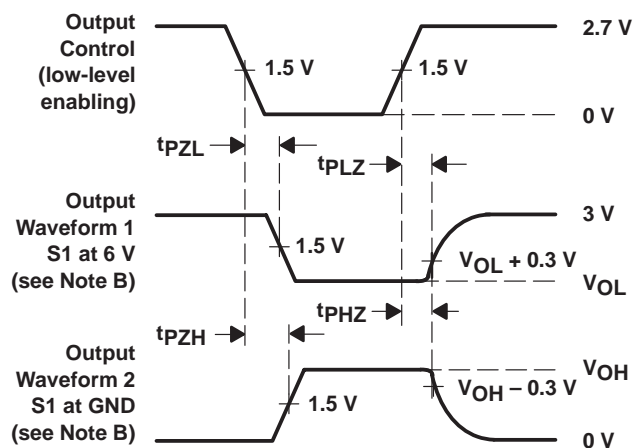 Output
Control
(low-level
enabling)
2.7 V
1.5 V
1.5 V
0 V
tPZL
tPLZ
Output
Waveform 1
S1 at 6 V
(see Note B)
3 V
1.5 V
VOL + 0.3 V
VOL
tPZH
tPHZ
Output
Waveform 2
S1 at GND
(see Note B)
VOH
1.5 V
VOH – 0.3 V
0 V